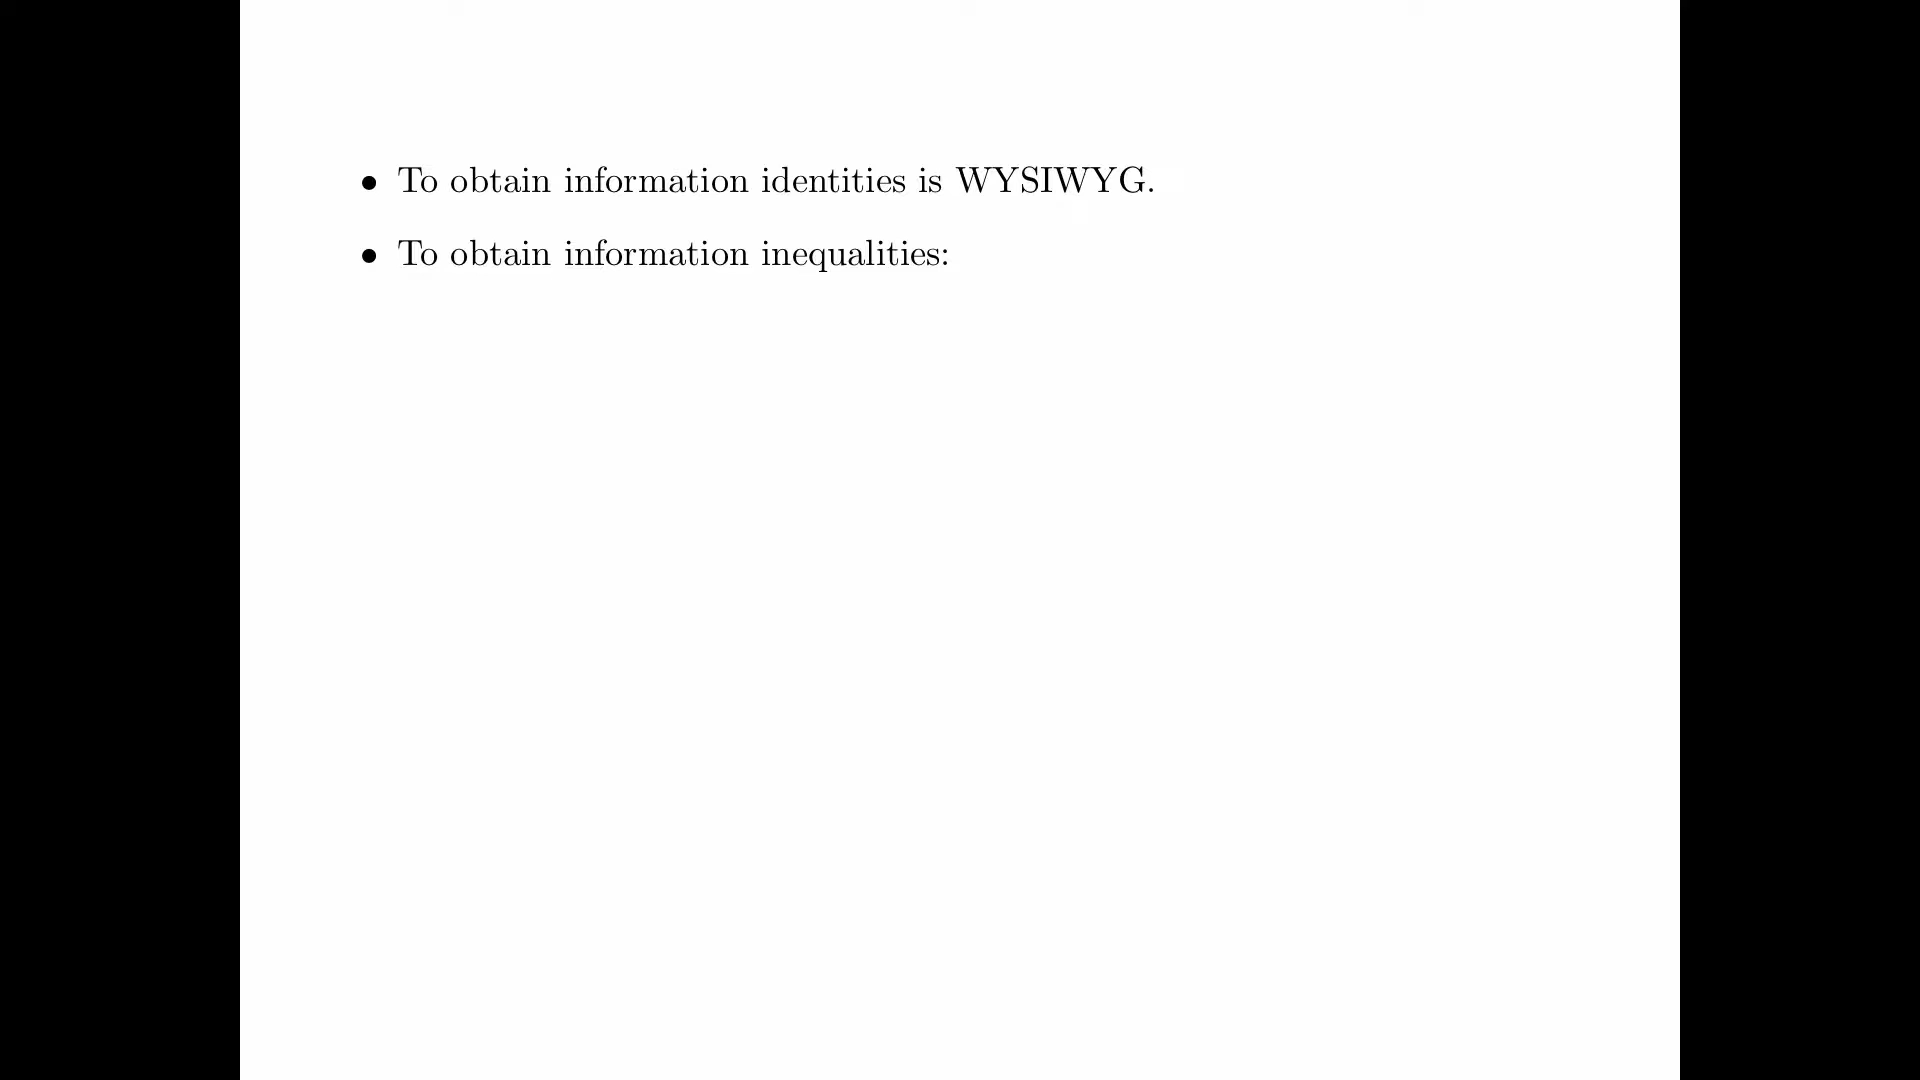 • To obtain information identities is WYSIWYG.
• To obtain information inequalities: